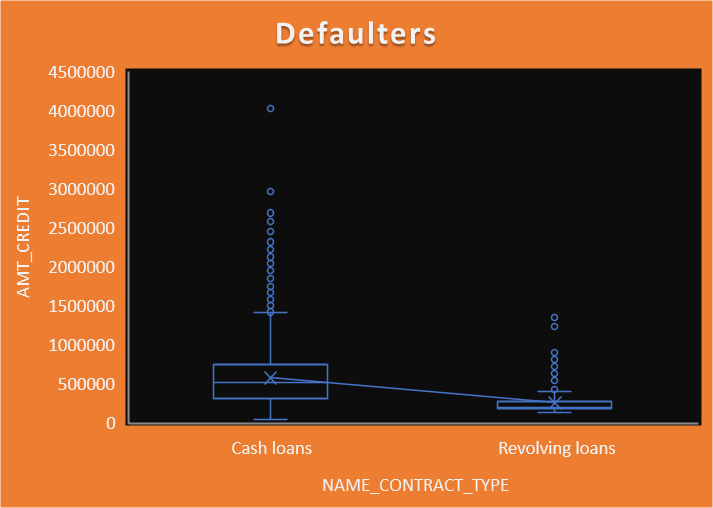 Defaulters
4500000
4000000
3500000
3000000
2500000
2000000
1500000
1000000
500000
0
AMT_CREDIT
Cash loans
Revolving loans
NAME_CONTRACT_TYPE